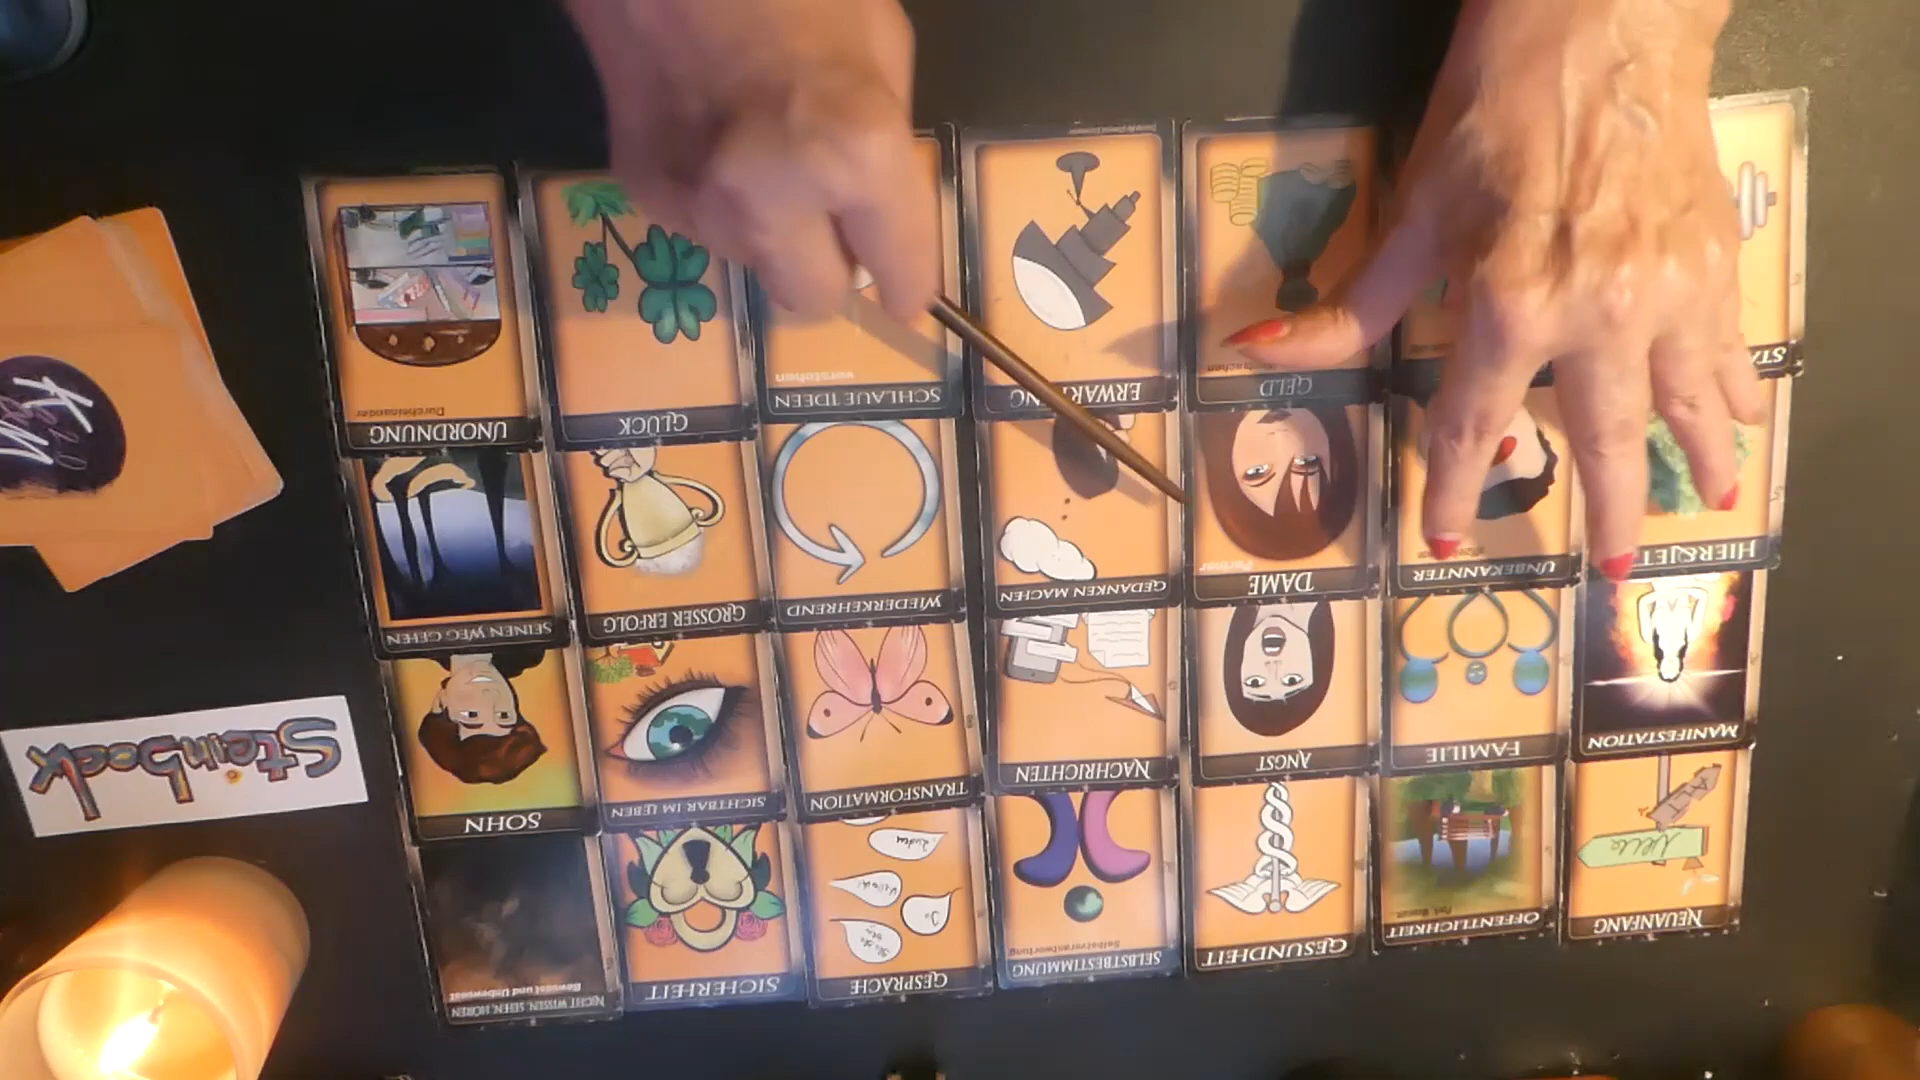 UNORDNUNG
Durcheinander
GLÜCK
SCHLAUE IDEEN
verstehen
GELD
SEINEN WEG GEHEN
GROSSER ERFOLG
WIEDERKEHREND
GEDANKEN MACHEN
DAME
Partner
UNBEKANNTER
SOHN
SICHTBAR IM LEBEN
TRANSFORMATION
NACHRICHTEN
ANGST
FAMILIE
MANIFESTATION
NICHT WISSEN, SEHEN, HÖREN
Bewusst und Unbewusst
SICHERHEIT
GESPRÄCHE
SELBSTBESTIMMUNG
Selbstverantwortung
GESUNDHEIT
ÖFFENTLICHKEIT
NEUANFANG
Steinbock